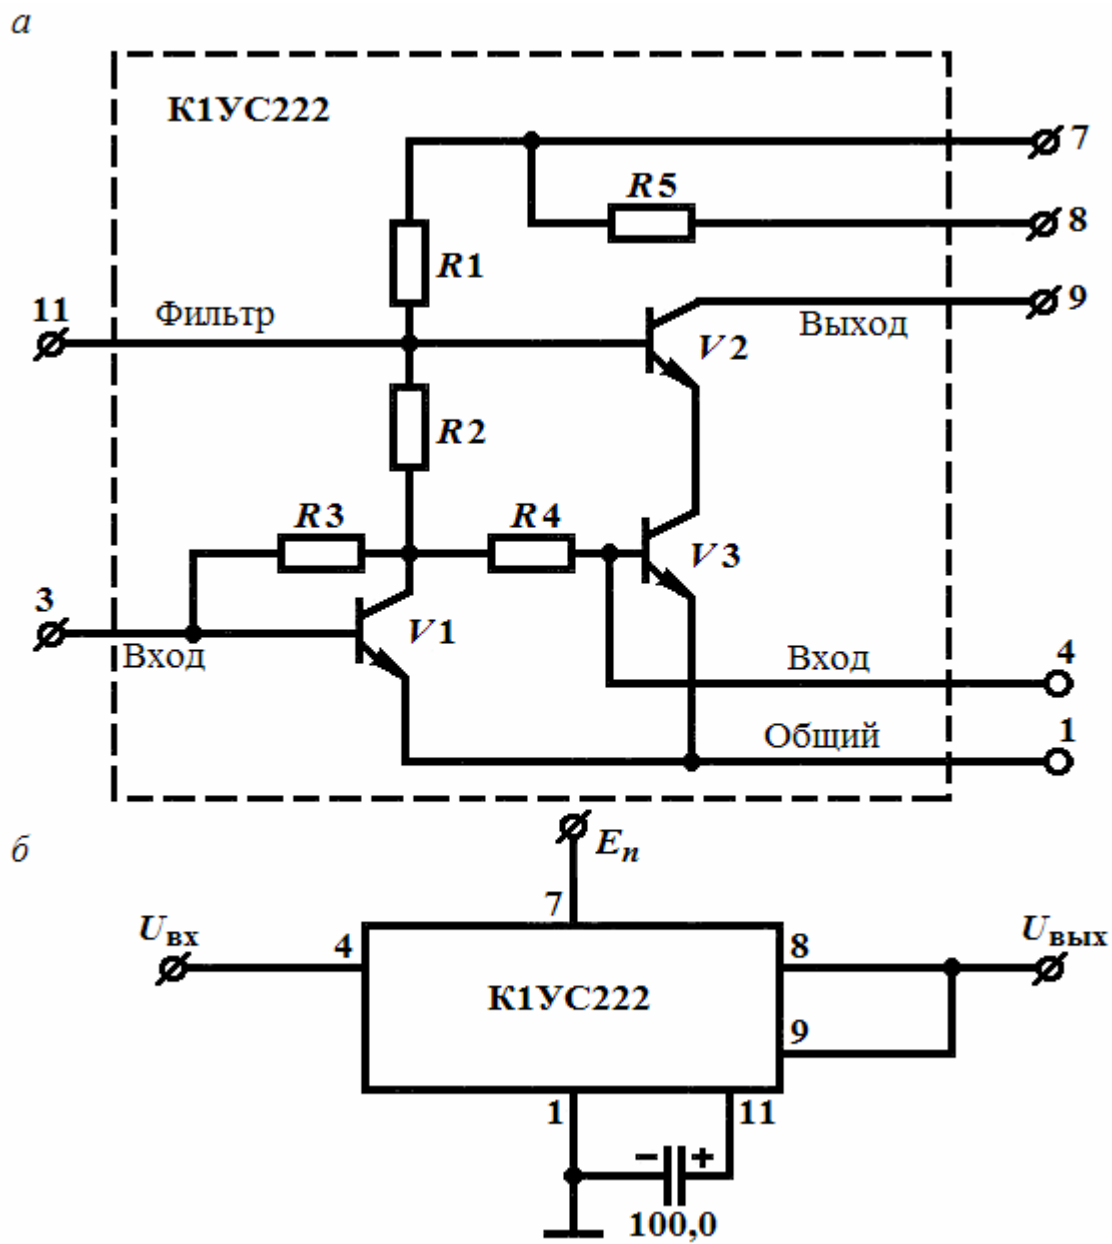 а
К1УС222
7
R5
8
R1
9
11
Фильтр
Выход
V2
R2
R3
R4
V3
3
V1
Вход
Вход
4
Общий
1
б
Eп
7
Uвх
4
8
Uвых
К1УС222
9
1
11
− +
100,0